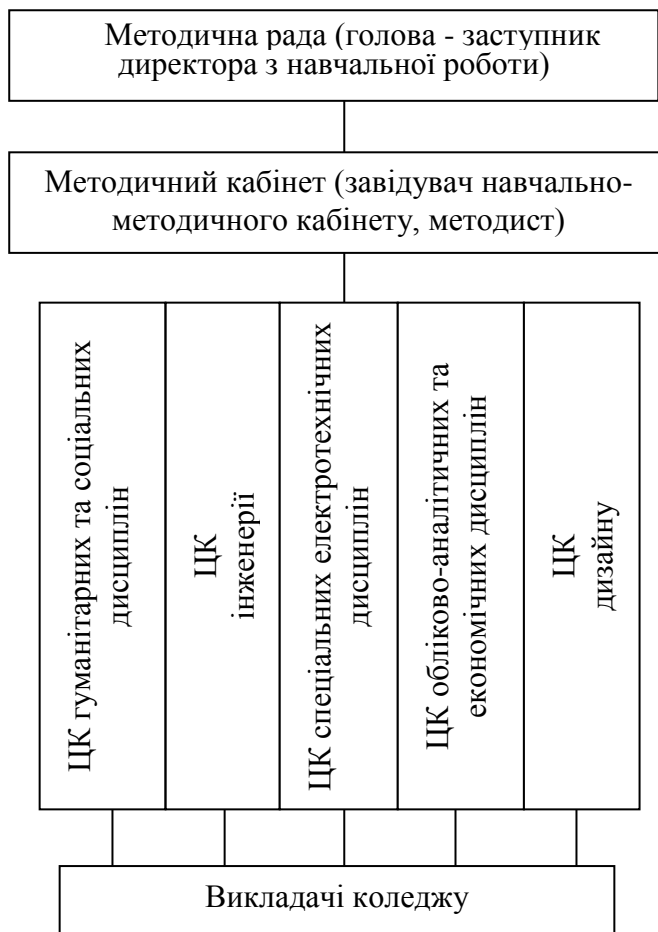 Методична рада (голова - заступник
директора з навчальної роботи)
Методичний кабінет (завідувач навчально-
методичного кабінету, методист)
ЦК гуманітарних та соціальних
дисциплін
ЦК
інженерії
ЦК спеціальних електротехнічних
дисциплін
ЦК обліково-аналітичних та
економічних дисциплін
ЦК
дизайну
Викладачі коледжу